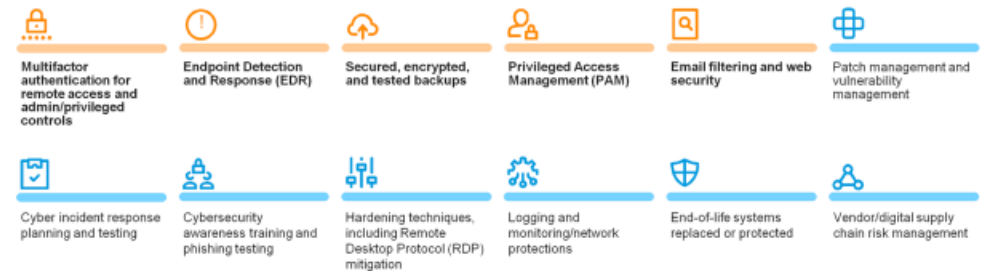 Multifactor
authentication for
remote access and
admin/privileged
controls
Endpoint Detection
and Response (EDR)
Secured, encrypted,
and tested backups
Privileged Access
Management (PAM)
Email filtering and web
security
Patch management and
vulnerability
management
Cyber incident response
planning and testing
Cybersecurity
awareness training and
phishing testing
Hardening techniques,
including Remote
Desktop Protocol (RDP)
mitigation
Logging and
monitoring/network
protections
End-of-life systems
replaced or protected
Vendor/digital supply
chain risk management